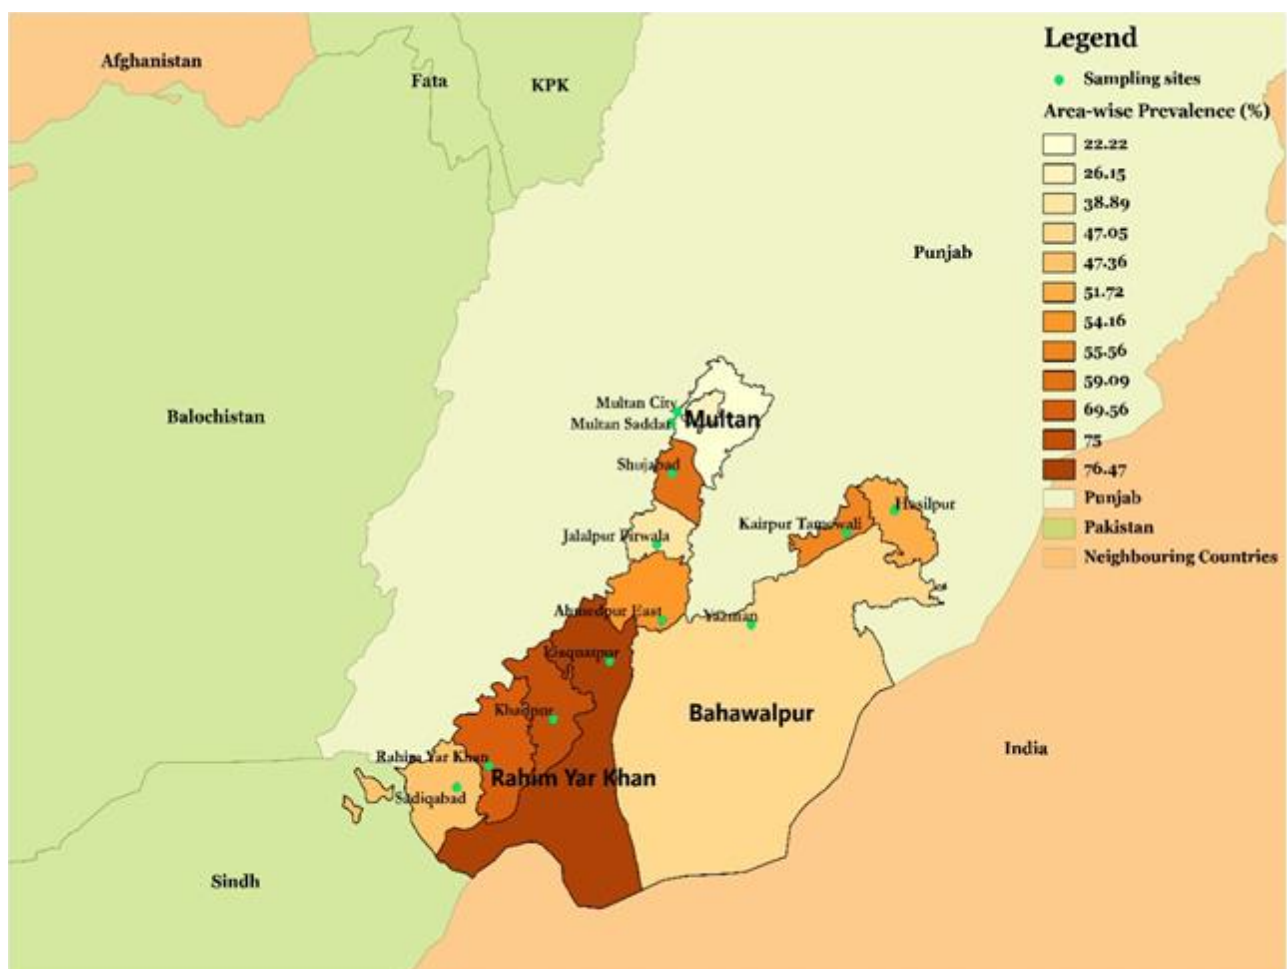 Afghanistan
Fata
KPK
Punjab
Balochistan
Multan City
Multan Saddar
Multan
Shujabad
Hasilpur
Kairpur Tamewali
Jalalpur Pirwala
Ahmedpur East
Yazman
Liaquatpur
Khanpur
Bahawalpur
Rahim Yar Khan
Rahim Yar Khan
Sadiqabad
India
Sindh
Legend
Sampling sites
Area-wise Prevalence (%)
22.22
26.15
38.89
47.05
47.36
51.72
54.16
55.56
59.09
69.56
75
76.47
Punjab
Pakistan
Neighbouring Countries